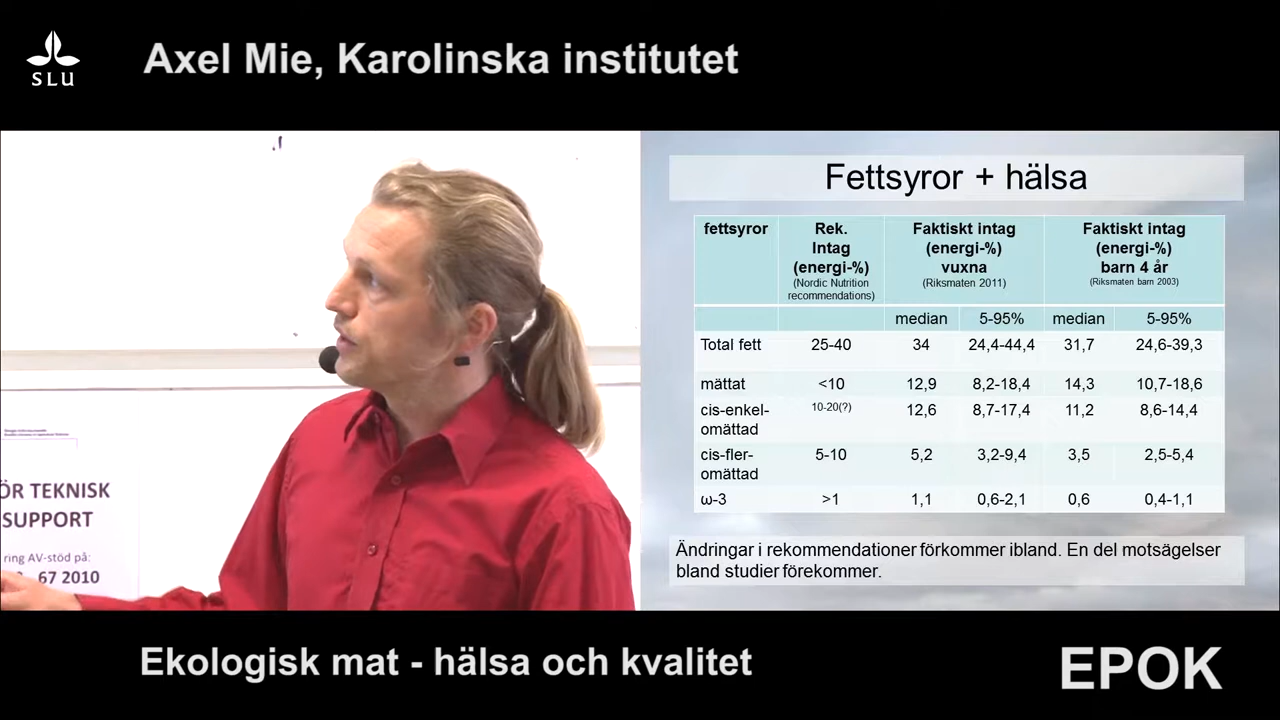 SLU
Axel Mie, Karolinska institutet
ÖR TEKNISK
SUPPORT
ring AV-stöd på:
67 2010
Fettsyror + hälsa
fettsyror
Rek.
Intag
(energi-%)
(Nordic Nutrition
recommendations)
Faktiskt intag
(energi-%)
vuxna
(Riksmaten 2011)
Faktiskt intag
(energi-%)
barn 4 år
(Riksmaten barn 2003)
median 5-95% median 5-95%
Total fett 25-40 34 24,4-44,4 31,7 24,6-39,3
mättat <10 12,9 8,2-18,4 14,3 10,7-18,6
cis-enkel-
omättad 10-20(?) 12,6 8,7-17,4 11,2 8,6-14,4
cis-fler-
omättad 5-10 5,2 3,2-9,4 3,5 2,5-5,4
ω-3 >1 1,1 0,6-2,1 0,6 0,4-1,1
Ändringar i rekommendationer förkommer ibland. En del motsägelser
bland studier förekommer.
Ekologisk mat - hälsa och kvalitet
EPOK